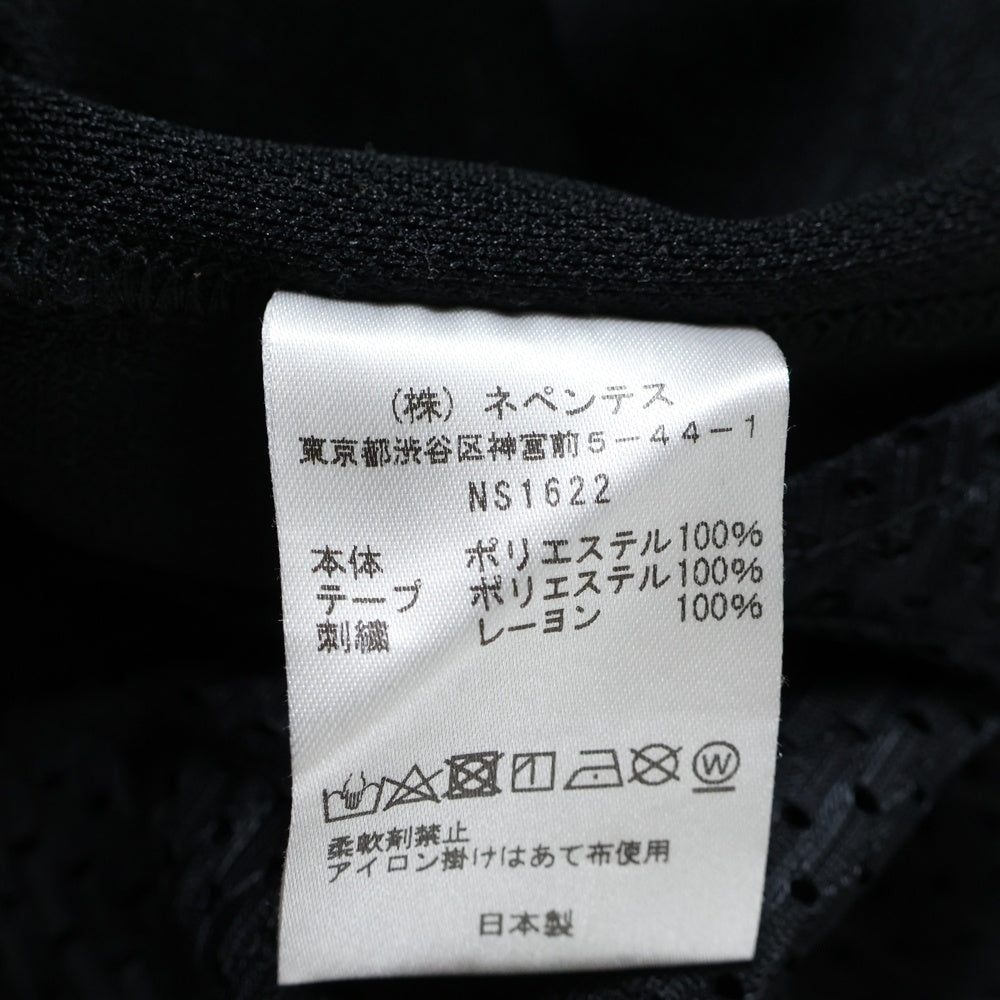 (株) ネペンテス
東京都渋谷区神宮前5-44-1
NS1622
本体 ポリエステル100%
テープ ポリエステル100%
刺繍 レーヨン 100%
W
柔軟剤禁止
アイロン掛けはあて布使用
日本製